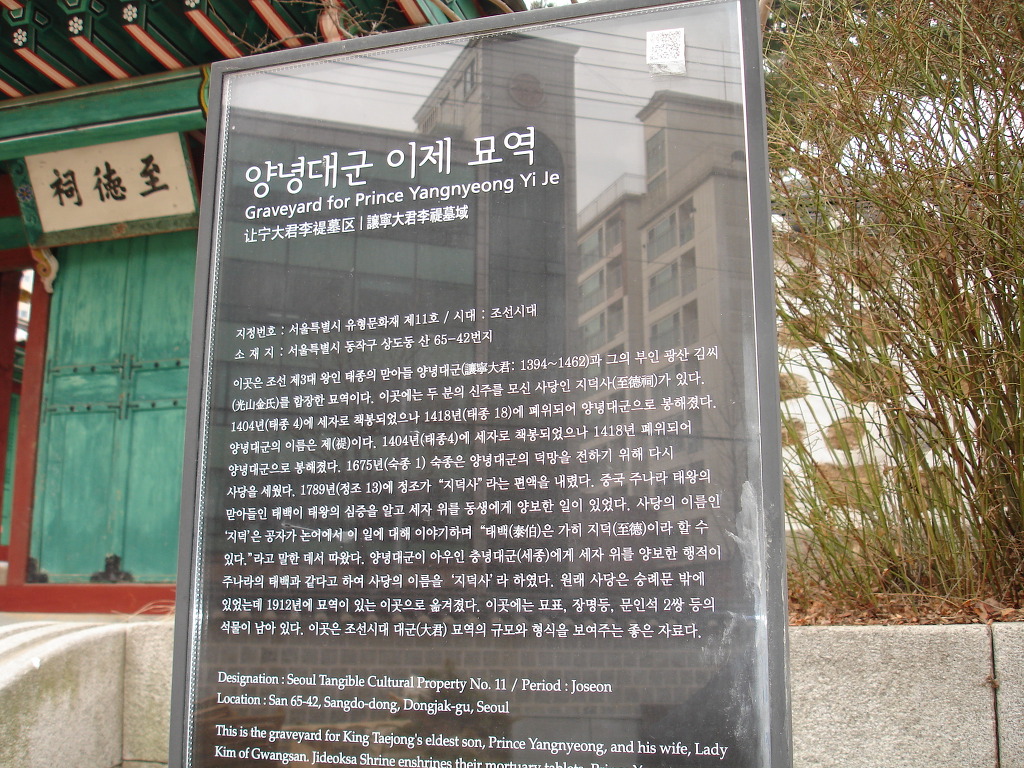 至德祠
양녕대군 이제 묘역
Graveyard for Prince Yangnyeong Yi Je
让宁大君李禔墓区 | 讓寧大君李禔墓域
지정번호 : 서울특별시 유형문화재 제11호 / 시대 : 조선시대
소 재 지 : 서울특별시 동작구 상도동 산 65-42번지
이곳은 조선 제3대 왕인 태종의 맏아들 양녕대군(讓寧大君: 1394~1462)과 그의 부인 광산 김씨
(光山金氏)를 합장한 묘역이다. 이곳에는 두 분의 신주를 모신 사당인 지덕사(至德祠)가 있다.
1404년(태종 4)에 세자로 책봉되었으나 1418년(태종 18)에 폐위되어 양녕대군으로 봉해졌다.
양녕대군의 이름은 제(禔)이다. 1404년(태종4)에 세자로 책봉되었으나 1418년 폐위되어
양녕대군으로 봉해졌다. 1675년(숙종 1) 숙종은 양녕대군의 덕망을 전하기 위해 다시
사당을 세웠다. 1789년(정조 13)에 정조가 “지덕사”라는 편액을 내렸다. 중국 주나라 태왕의
맏아들인 태백이 태왕의 심중을 알고 세자 위를 동생에게 양보한 일이 있었다. 사당의 이름인
‘지덕’은 공자가 논어에서 이 일에 대해 이야기하며 “태백(泰伯)은 가히 지덕(至德)이라 할 수
있다.”라고 말한 데서 따왔다. 양녕대군이 아우인 충녕대군(세종)에게 세자 위를 양보한 행적이
주나라의 태백과 같다고 하여 사당의 이름을 ‘지덕사’라 하였다. 원래 사당은 숭례문 밖에
있었는데 1912년에 묘역이 있는 이곳으로 옮겨졌다. 이곳에는 묘표, 장명등, 문인석 2쌍 등의
석물이 남아 있다. 이곳은 조선시대 대군(大君) 묘역의 규모와 형식을 보여주는 좋은 자료다.
Designation : Seoul Tangible Cultural Property No. 11 / Period : Joseon
Location : San 65-42, Sangdo-dong, Dongjak-gu, Seoul
This is the graveyard for King Taejong's eldest son, Prince Yangnyeong, and his wife, Lady
Kim of Gwangsan. Jideoksa Shrine enshrines their mortuary tablets. Prince